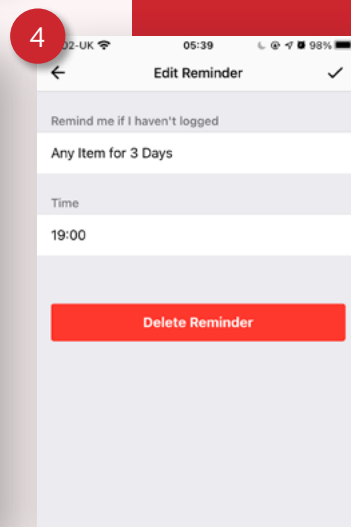 4
02-UK 05:39 98%
Edit Reminder
Remind me if I haven't logged
Any Item for 3 Days
Time
19:00
Delete Reminder